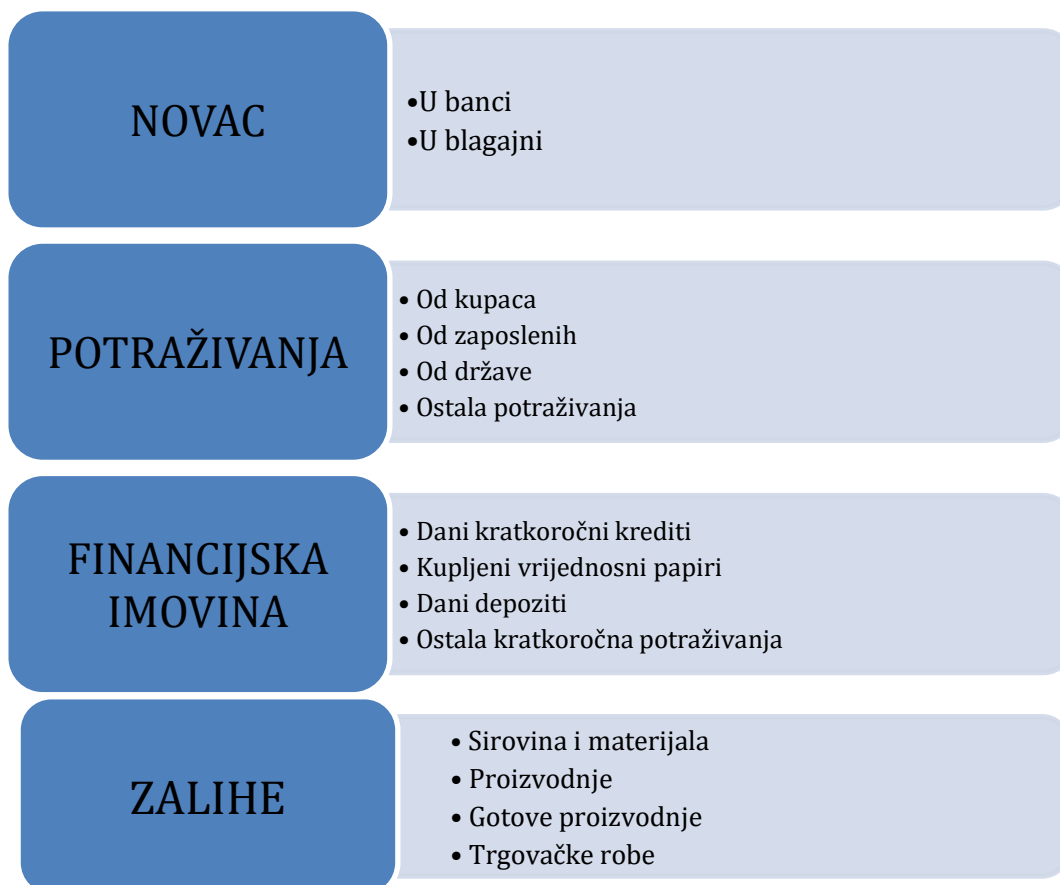 NOVAC
•U banci
•U blagajni
POTRAŽIVANJA
• Od kupaca
• Od zaposlenih
• Od države
• Ostala potraživanja
FINANCIJSKA
IMOVINA
• Dani kratkoročni krediti
• Kupljeni vrijednosni papiri
• Dani depoziti
• Ostala kratkoročna potraživanja
ZALIHE
• Sirovina i materijala
• Proizvodnje
• Gotove proizvodnje
• Trgovačke robe